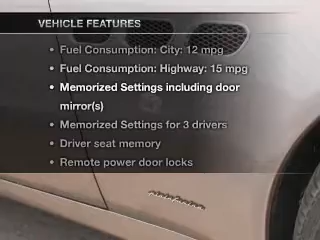 VEHICLE FEATURES
• Fuel Consumption: City: 12 mpg
• Fuel Consumption: Highway: 15 mpg
• Memorized Settings including door
mirror(s)
• Memorized Settings for 3 drivers
• Driver seat memory
• Remote power door locks